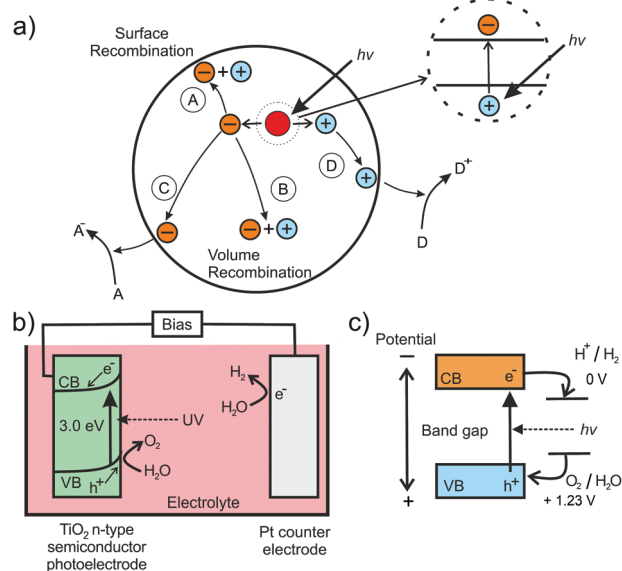 a)
Surface
Recombination
hv
hv
− + +
A
−
+
−
+
D
C
B
+
D+
A-
−
− + +
D
A
Volume
Recombination
b)
Bias
CB
e-
3.0 eV
UV
O2
H2O
VB
h+
H2
H2O
e-
Electrolyte
TiO2 n-type
semiconductor
photoelectrode
Pt counter
electrode
c)
Potential
−
+
H+ / H2
0 V
CB
e-
Band gap
hv
VB
h+
O2 / H2O
+ 1.23 V